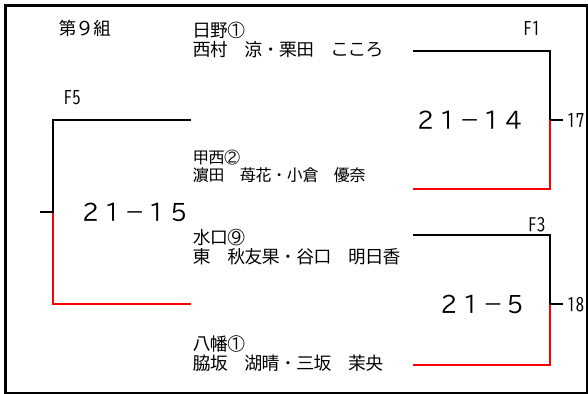 第９組
日野①
西村　涼・栗田　こころ
F1
F5
２１－１４
17
甲西②
濵田　苺花・小倉　優奈
２１－１５
水口⑨
東　秋友果・谷口　明日香
F3
２１－５
18
八幡①
脇坂　湖晴・三坂　茉央